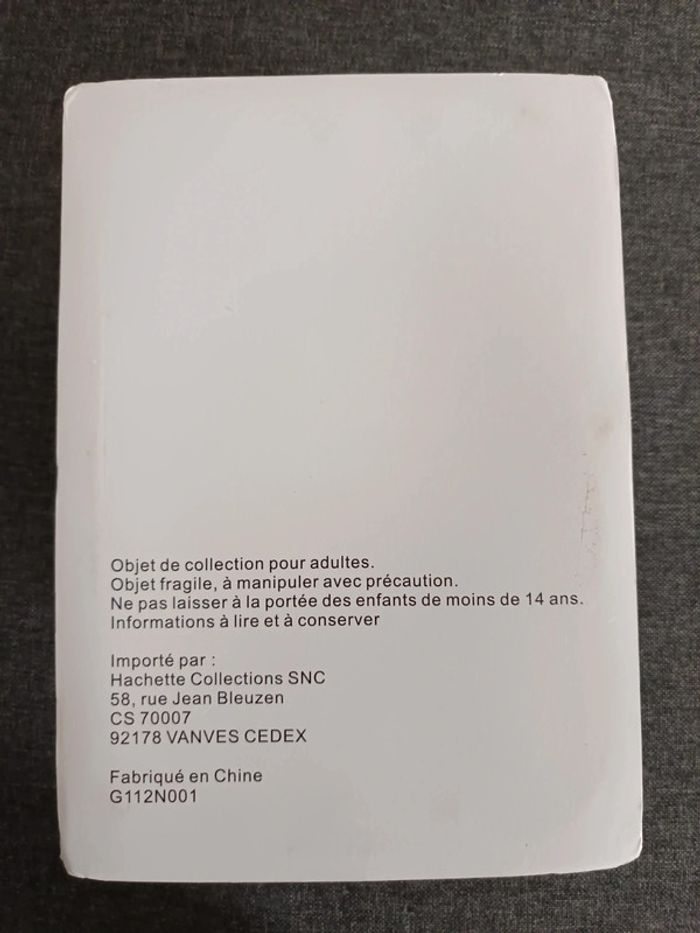 Objet de collection pour adultes.
Objet fragile, à manipuler avec précaution.
Ne pas laisser à la portée des enfants de moins de 14 ans.
Informations à lire et à conserver
Importé par :
Hachette Collections SNC
58, rue Jean Bleuzen
CS 70007
92178 VANVES CEDEX
Fabriqué en Chine
G112N001